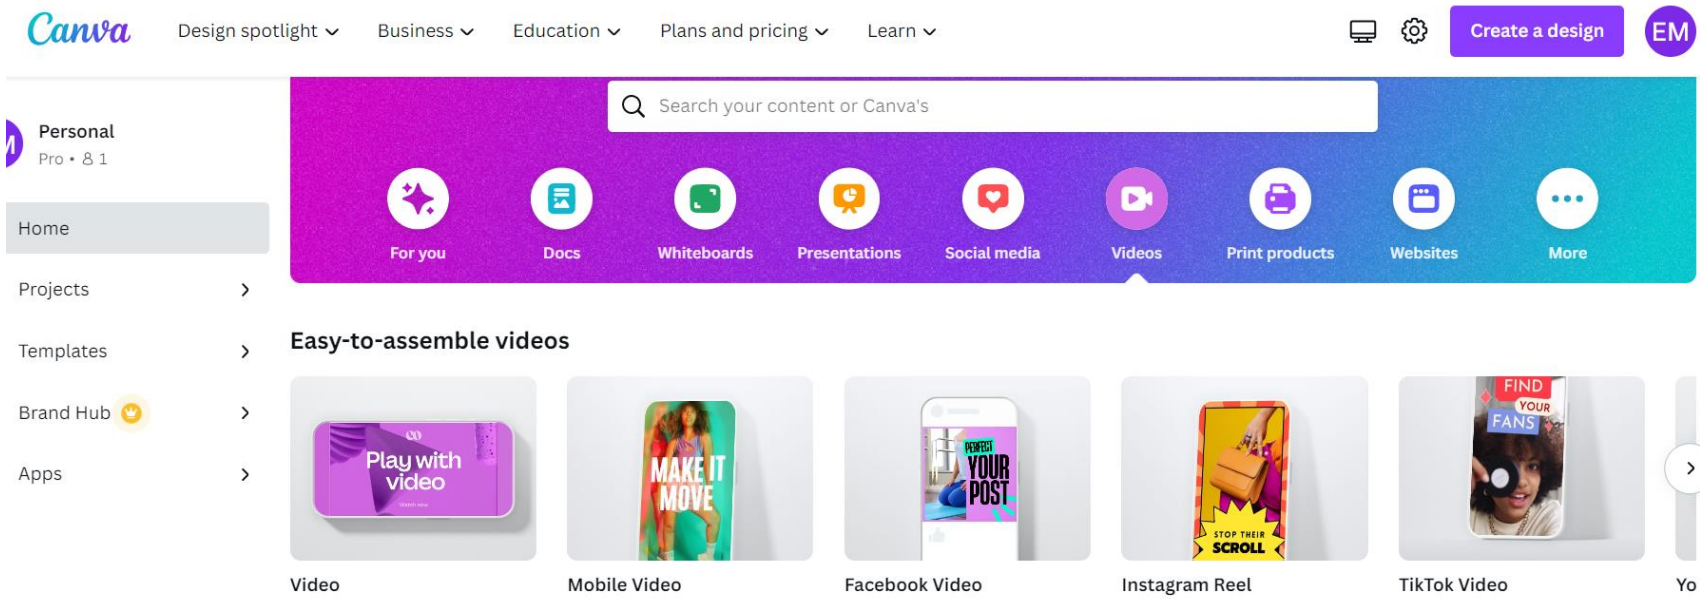 Canva
Design spotlight
Business
Education
Plans and pricing
Learn
Create a design
EM
Search your content or Canva's
M
Personal
Pro • 1
Home
Projects
Templates
Brand Hub
Apps
For you
Docs
Whiteboards
Presentations
Social media
Videos
Print products
Websites
More
Easy-to-assemble videos
Play with
video
Watch now
MAKE IT
MOVE
PERFECT
YOUR
POST
STOP THEIR
SCROLL
FIND
YOUR
FANS
Video
Mobile Video
Facebook Video
Instagram Reel
TikTok Video
Yo